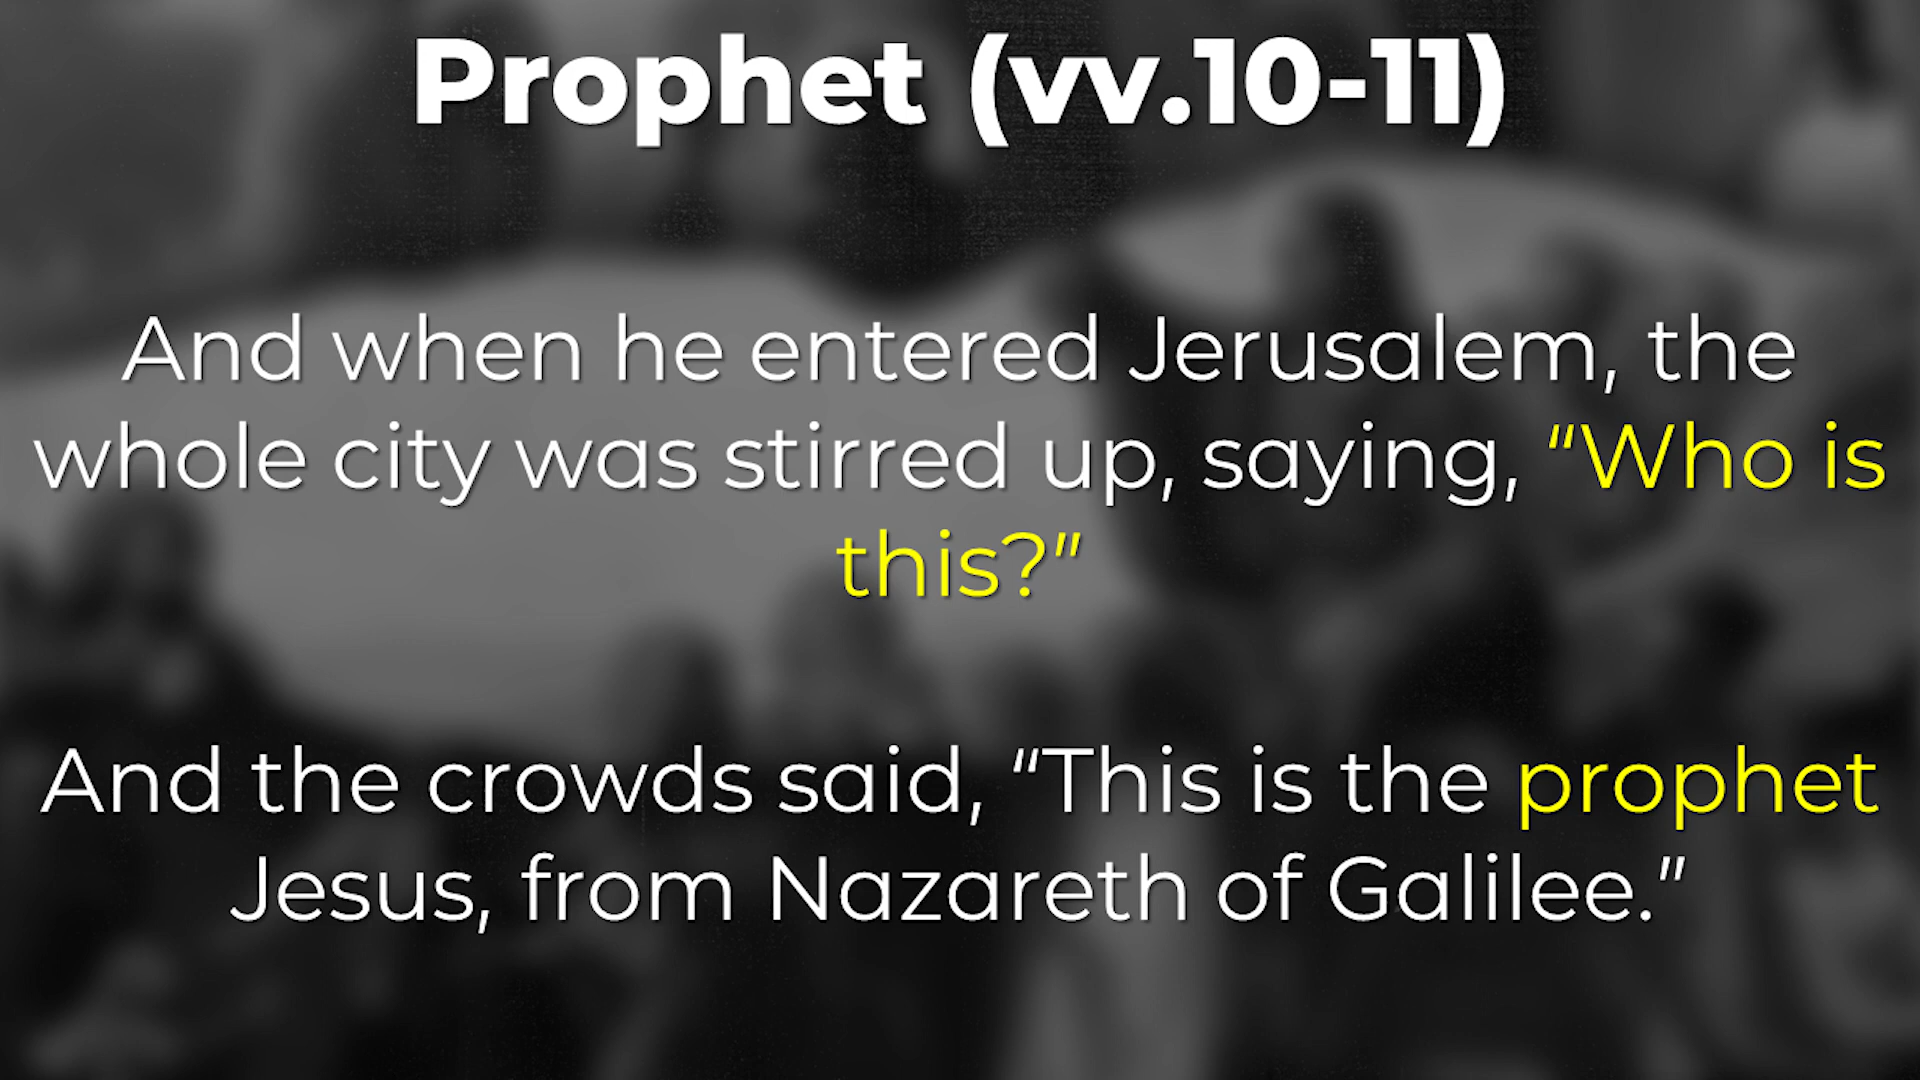 Prophet (vv.10-11)
And when he entered Jerusalem, the
whole city was stirred up, saying, “Who is
this?”
And the crowds said, “This is the prophet
Jesus, from Nazareth of Galilee.”